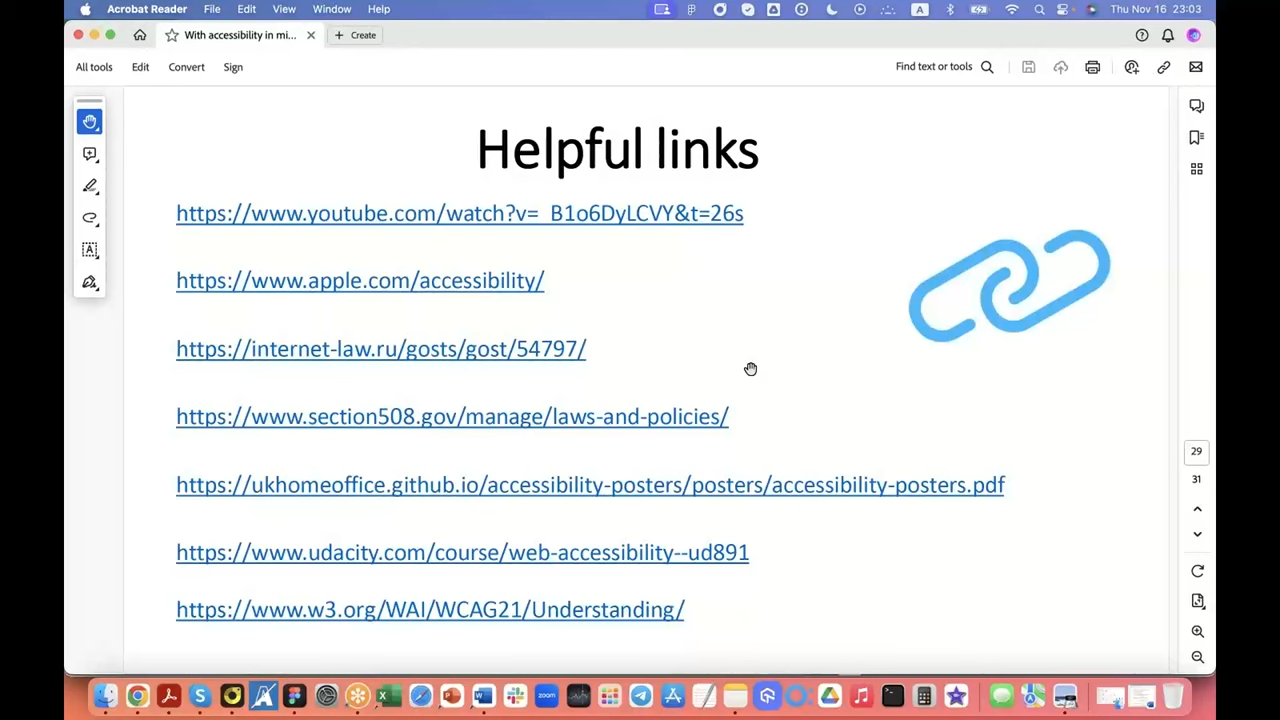 Acrobat Reader File Edit View Window Help Thu Nov 16 23:03
With accessibility in mi... Create
All tools Edit Convert Sign Find text or tools
Helpful links
https://www.youtube.com/watch?v=_B1o6DyLCVY&t=26s
https://www.apple.com/accessibility/
https://internet-law.ru/gosts/gost/54797/
https://www.section508.gov/manage/laws-and-policies/
29
31
https://ukhomeoffice.github.io/accessibility-posters/posters/accessibility-posters.pdf
https://www.udacity.com/course/web-accessibility--ud891
https://www.w3.org/WAI/WCAG21/Understanding/
zoom